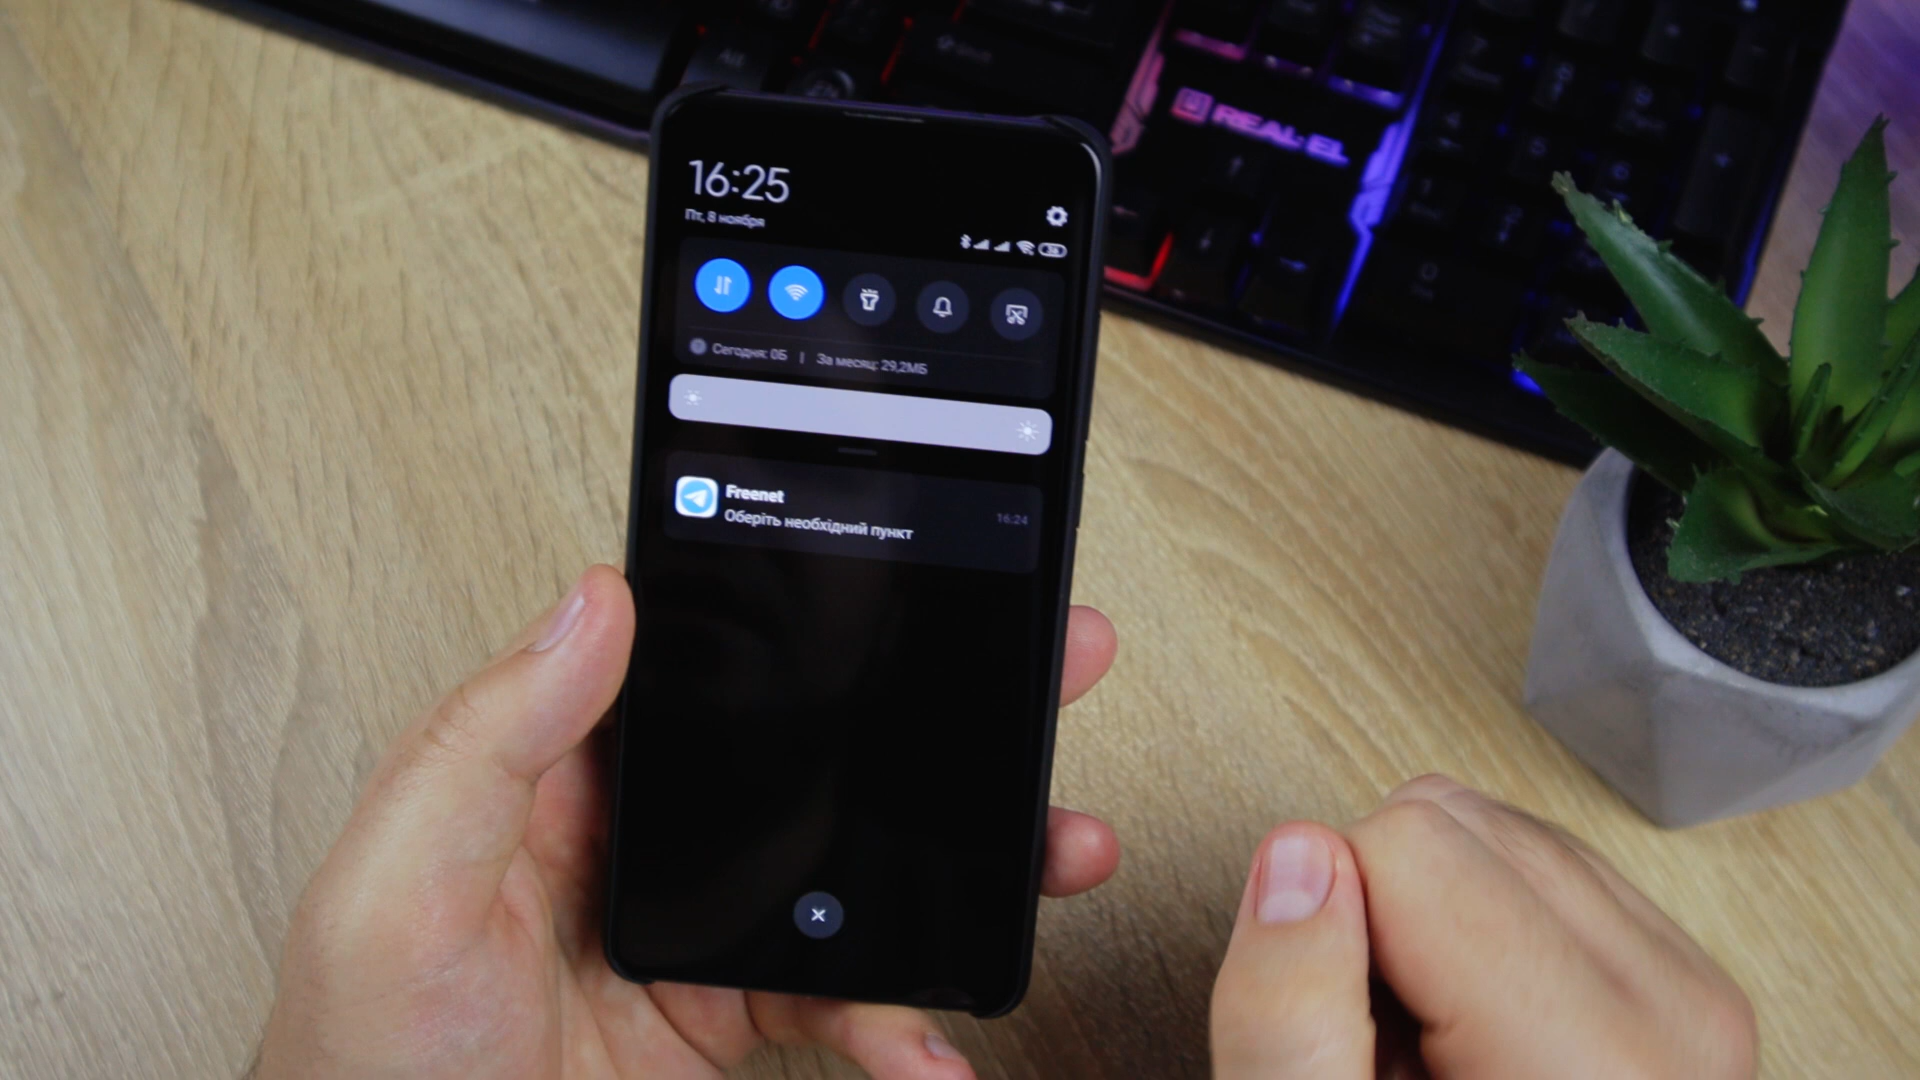 REAL-EL
16:25
Пт, 8 ноября
Сегодня: 0Б | За месяц: 29,2МБ
Freenet
Оберіть необхідний пункт
16:24